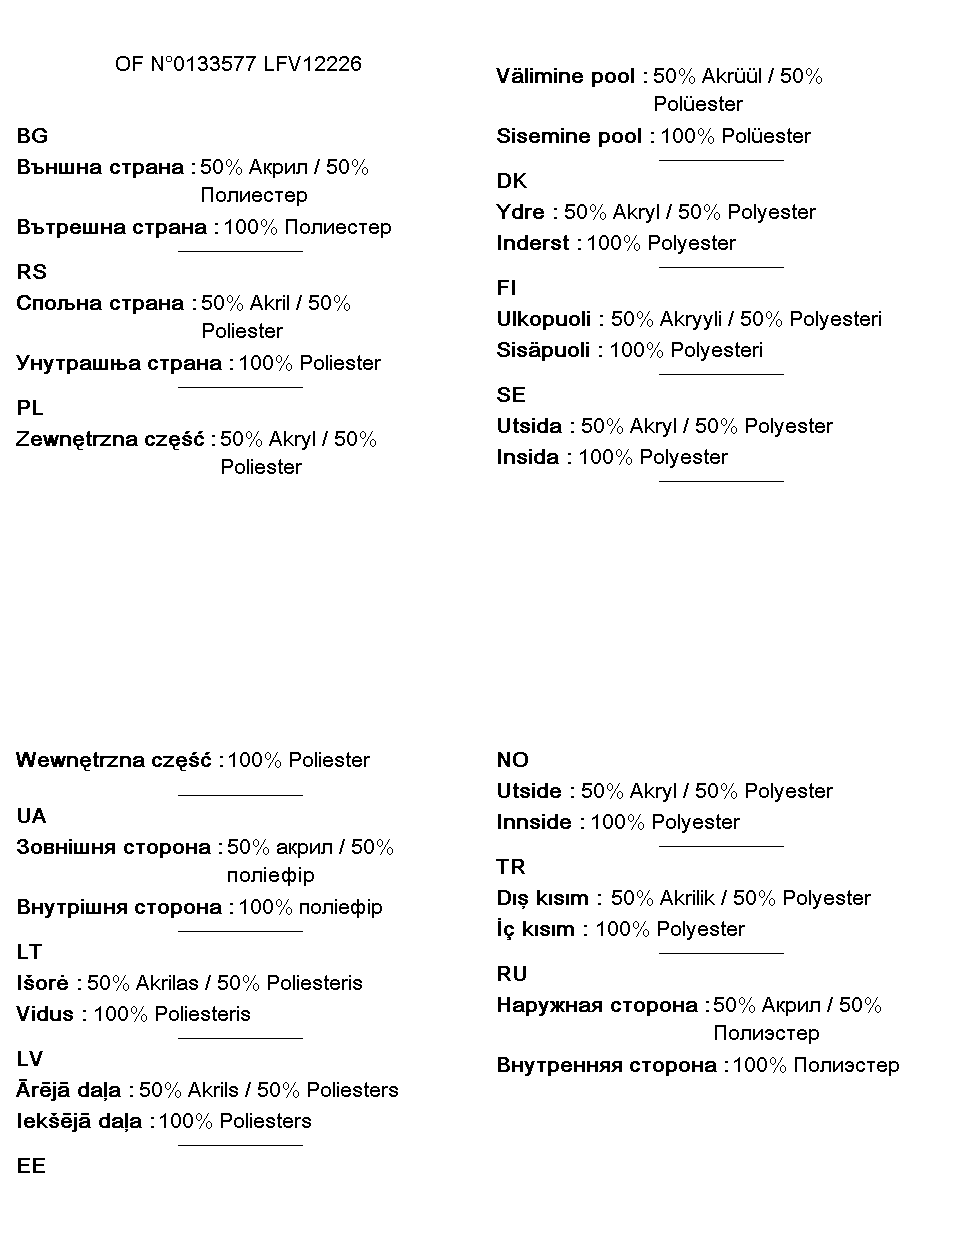 OF N°0133577 LFV12226
BG
Външна страна : 50% Акрил / 50%
Полиестер
Вътрешна страна : 100% Полиестер
RS
Спољна страна : 50% Akril / 50%
Poliester
Унутрашња страна : 100% Poliester
PL
Zewnętrzna część : 50% Akryl / 50%
Poliester
Wewnętrzna część : 100% Poliester
UA
Зовнішня сторона : 50% акрил / 50%
поліефір
Внутрішня сторона : 100% поліефір
LT
Išorė : 50% Akrilas / 50% Poliesteris
Vidus : 100% Poliesteris
LV
Ārējā daļa : 50% Akrils / 50% Poliesters
Iekšējā daļa : 100% Poliesters
EE
Välimine pool : 50% Akrüül / 50%
Polüester
Sisemine pool : 100% Polüester
DK
Ydre : 50% Akryl / 50% Polyester
Inderst : 100% Polyester
FI
Ulkopuoli : 50% Akryyli / 50% Polyesteri
Sisäpuoli : 100% Polyesteri
SE
Utsida : 50% Akryl / 50% Polyester
Insida : 100% Polyester
NO
Utside : 50% Akryl / 50% Polyester
Innside : 100% Polyester
TR
Dış kısım : 50% Akrilik / 50% Polyester
İç kısım : 100% Polyester
RU
Наружная сторона : 50% Акрил / 50%
Полиэстер
Внутренняя сторона : 100% Полиэстер